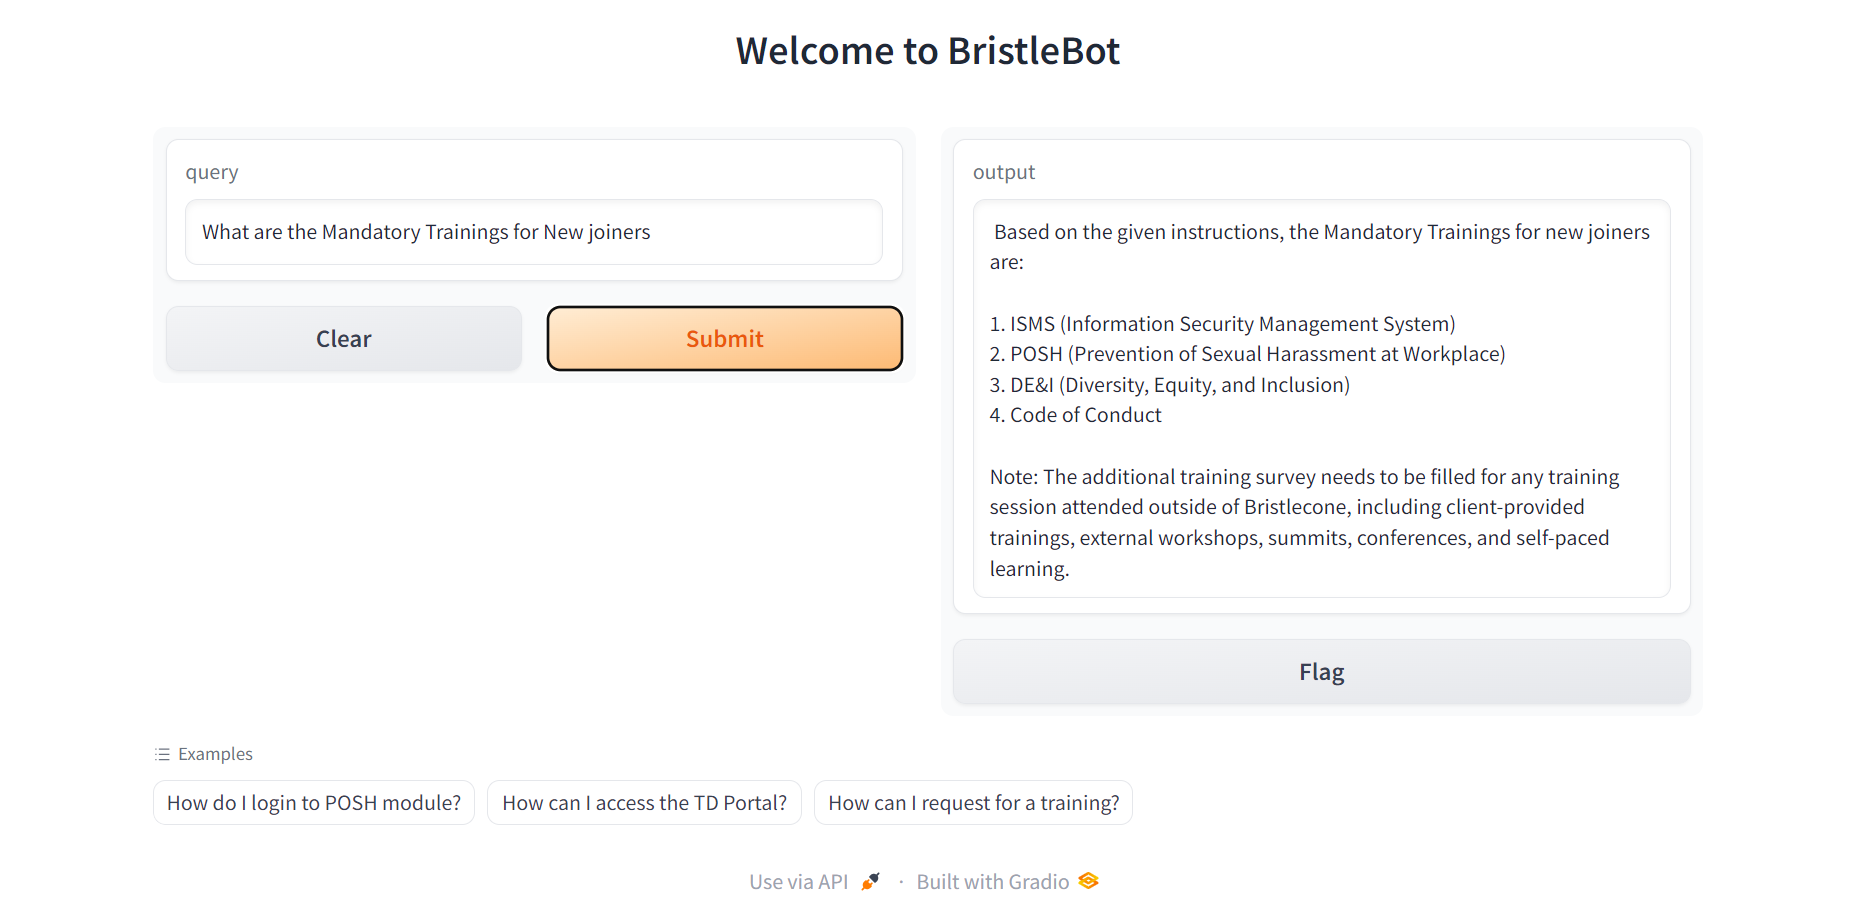 Welcome to BristleBot
query
What are the Mandatory Trainings for New joiners
Clear
Submit
output
Based on the given instructions, the Mandatory Trainings for new joiners
are:
1. ISMS (Information Security Management System)
2. POSH (Prevention of Sexual Harassment at Workplace)
3. DE&I (Diversity, Equity, and Inclusion)
4. Code of Conduct
Note: The additional training survey needs to be filled for any training
session attended outside of Bristlecone, including client-provided
trainings, external workshops, summits, conferences, and self-paced
learning.
Flag
Examples
How do I login to POSH module?
How can I access the TD Portal?
How can I request for a training?
Use via API · Built with Gradio